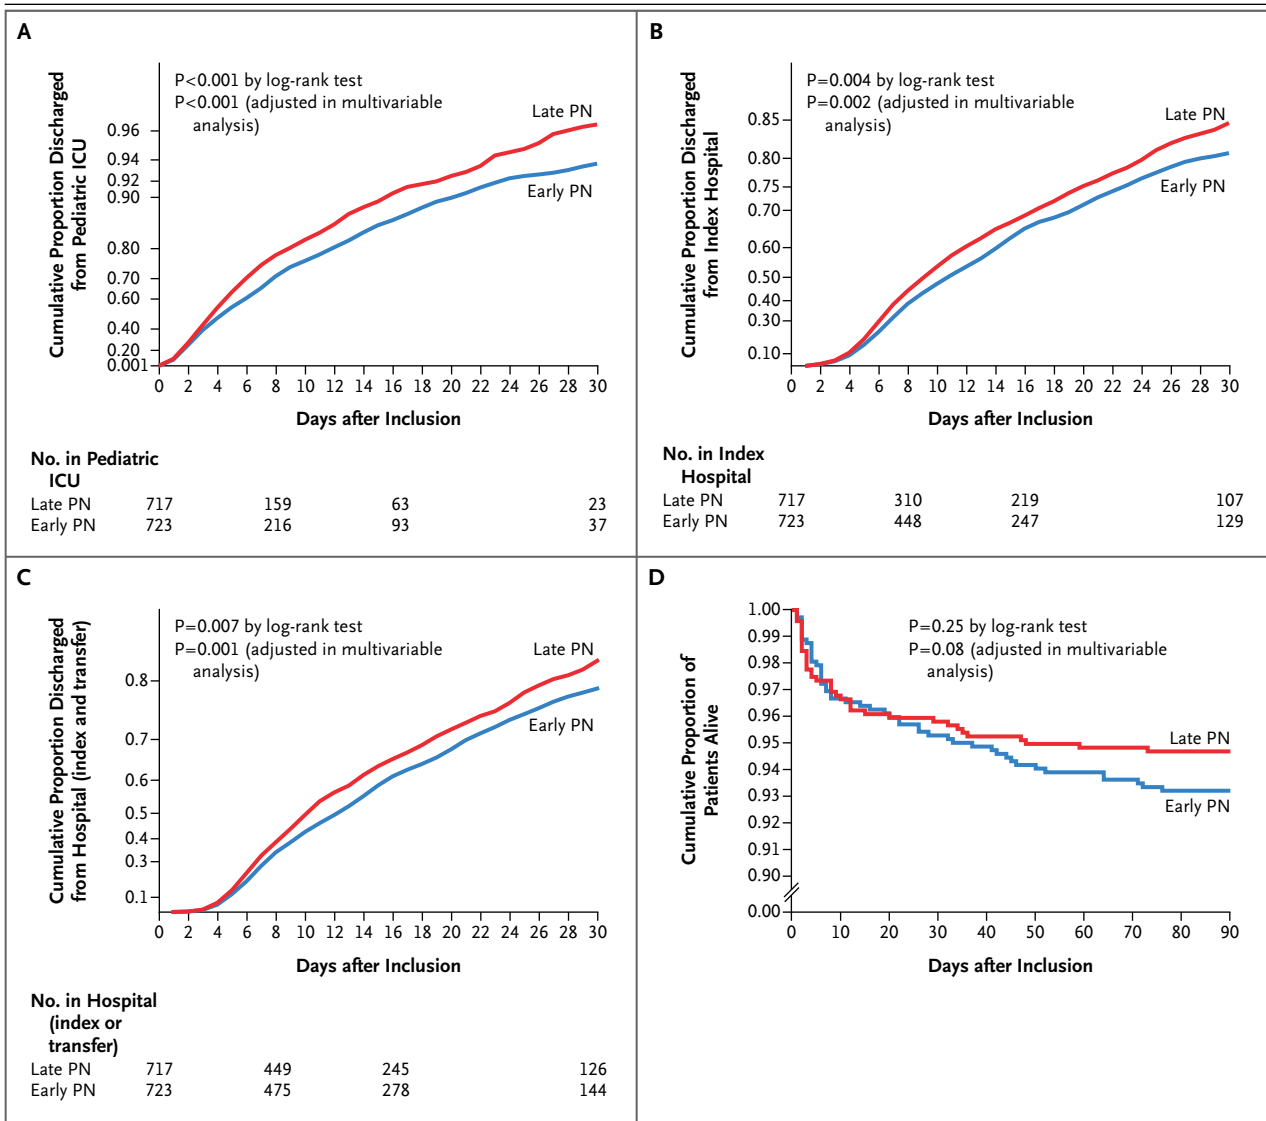 A
P<0.001 by log-rank test
P<0.001 (adjusted in multivariable
analysis)
Cumulative Proportion Discharged
from Pediatric ICU
0.96
0.94
0.92
0.90
0.80
0.70
0.60
0.40
0.20
0.001
Late PN
Early PN
0 2 4 6 8 10 12 14 16 18 20 22 24 26 28 30
Days after Inclusion
No. in Pediatric
ICU
Late PN 717 159 63 23
Early PN 723 216 93 37
B
P=0.004 by log-rank test
P=0.002 (adjusted in multivariable
analysis)
Cumulative Proportion Discharged
from Index Hospital
0.85
0.80
0.75
0.70
0.60
0.50
0.40
0.30
0.10
Late PN
Early PN
0 2 4 6 8 10 12 14 16 18 20 22 24 26 28 30
Days after Inclusion
No. in Index
Hospital
Late PN 717 310 219 107
Early PN 723 448 247 129
C
P=0.007 by log-rank test
P=0.001 (adjusted in multivariable
analysis)
Cumulative Proportion Discharged
from Hospital (index and transfer)
0.8
0.7
0.6
0.5
0.4
0.3
0.1
Late PN
Early PN
0 2 4 6 8 10 12 14 16 18 20 22 24 26 28 30
Days after Inclusion
No. in Hospital
(index or
transfer)
Late PN 717 449 245 126
Early PN 723 475 278 144
D
P=0.25 by log-rank test
P=0.08 (adjusted in multivariable
analysis)
Cumulative Proportion of
Patients Alive
1.00
0.99
0.98
0.97
0.96
0.95
0.94
0.93
0.92
0.91
0.90
0.00
Late PN
Early PN
0 10 20 30 40 50 60 70 80 90
Days after Inclusion